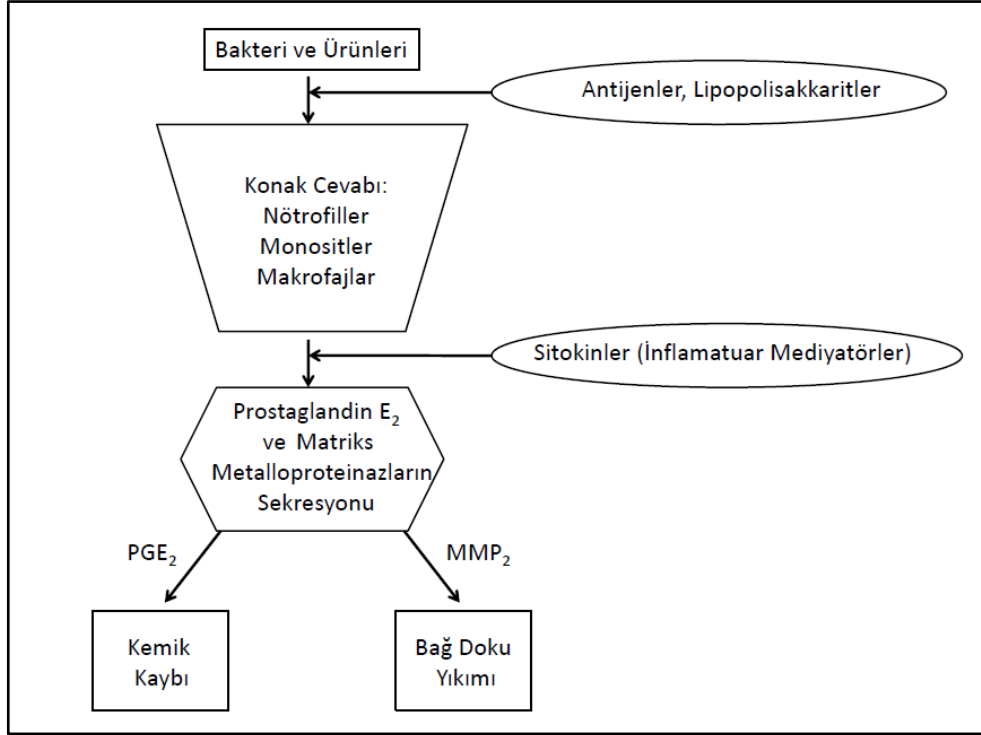 Bakteri ve Ürünleri
Antijenler, Lipopolisakkaritler
Konak Cevabı:
Nötrofiller
Monositler
Makrofajlar
Sitokinler (İnflamatuar Mediyatörler)
Prostaglandin E₂
ve Matriks
Metalloproteinazların
Sekresyonu
PGE₂
MMP₂
Kemik
Kaybı
Bağ Doku
Yıkımı